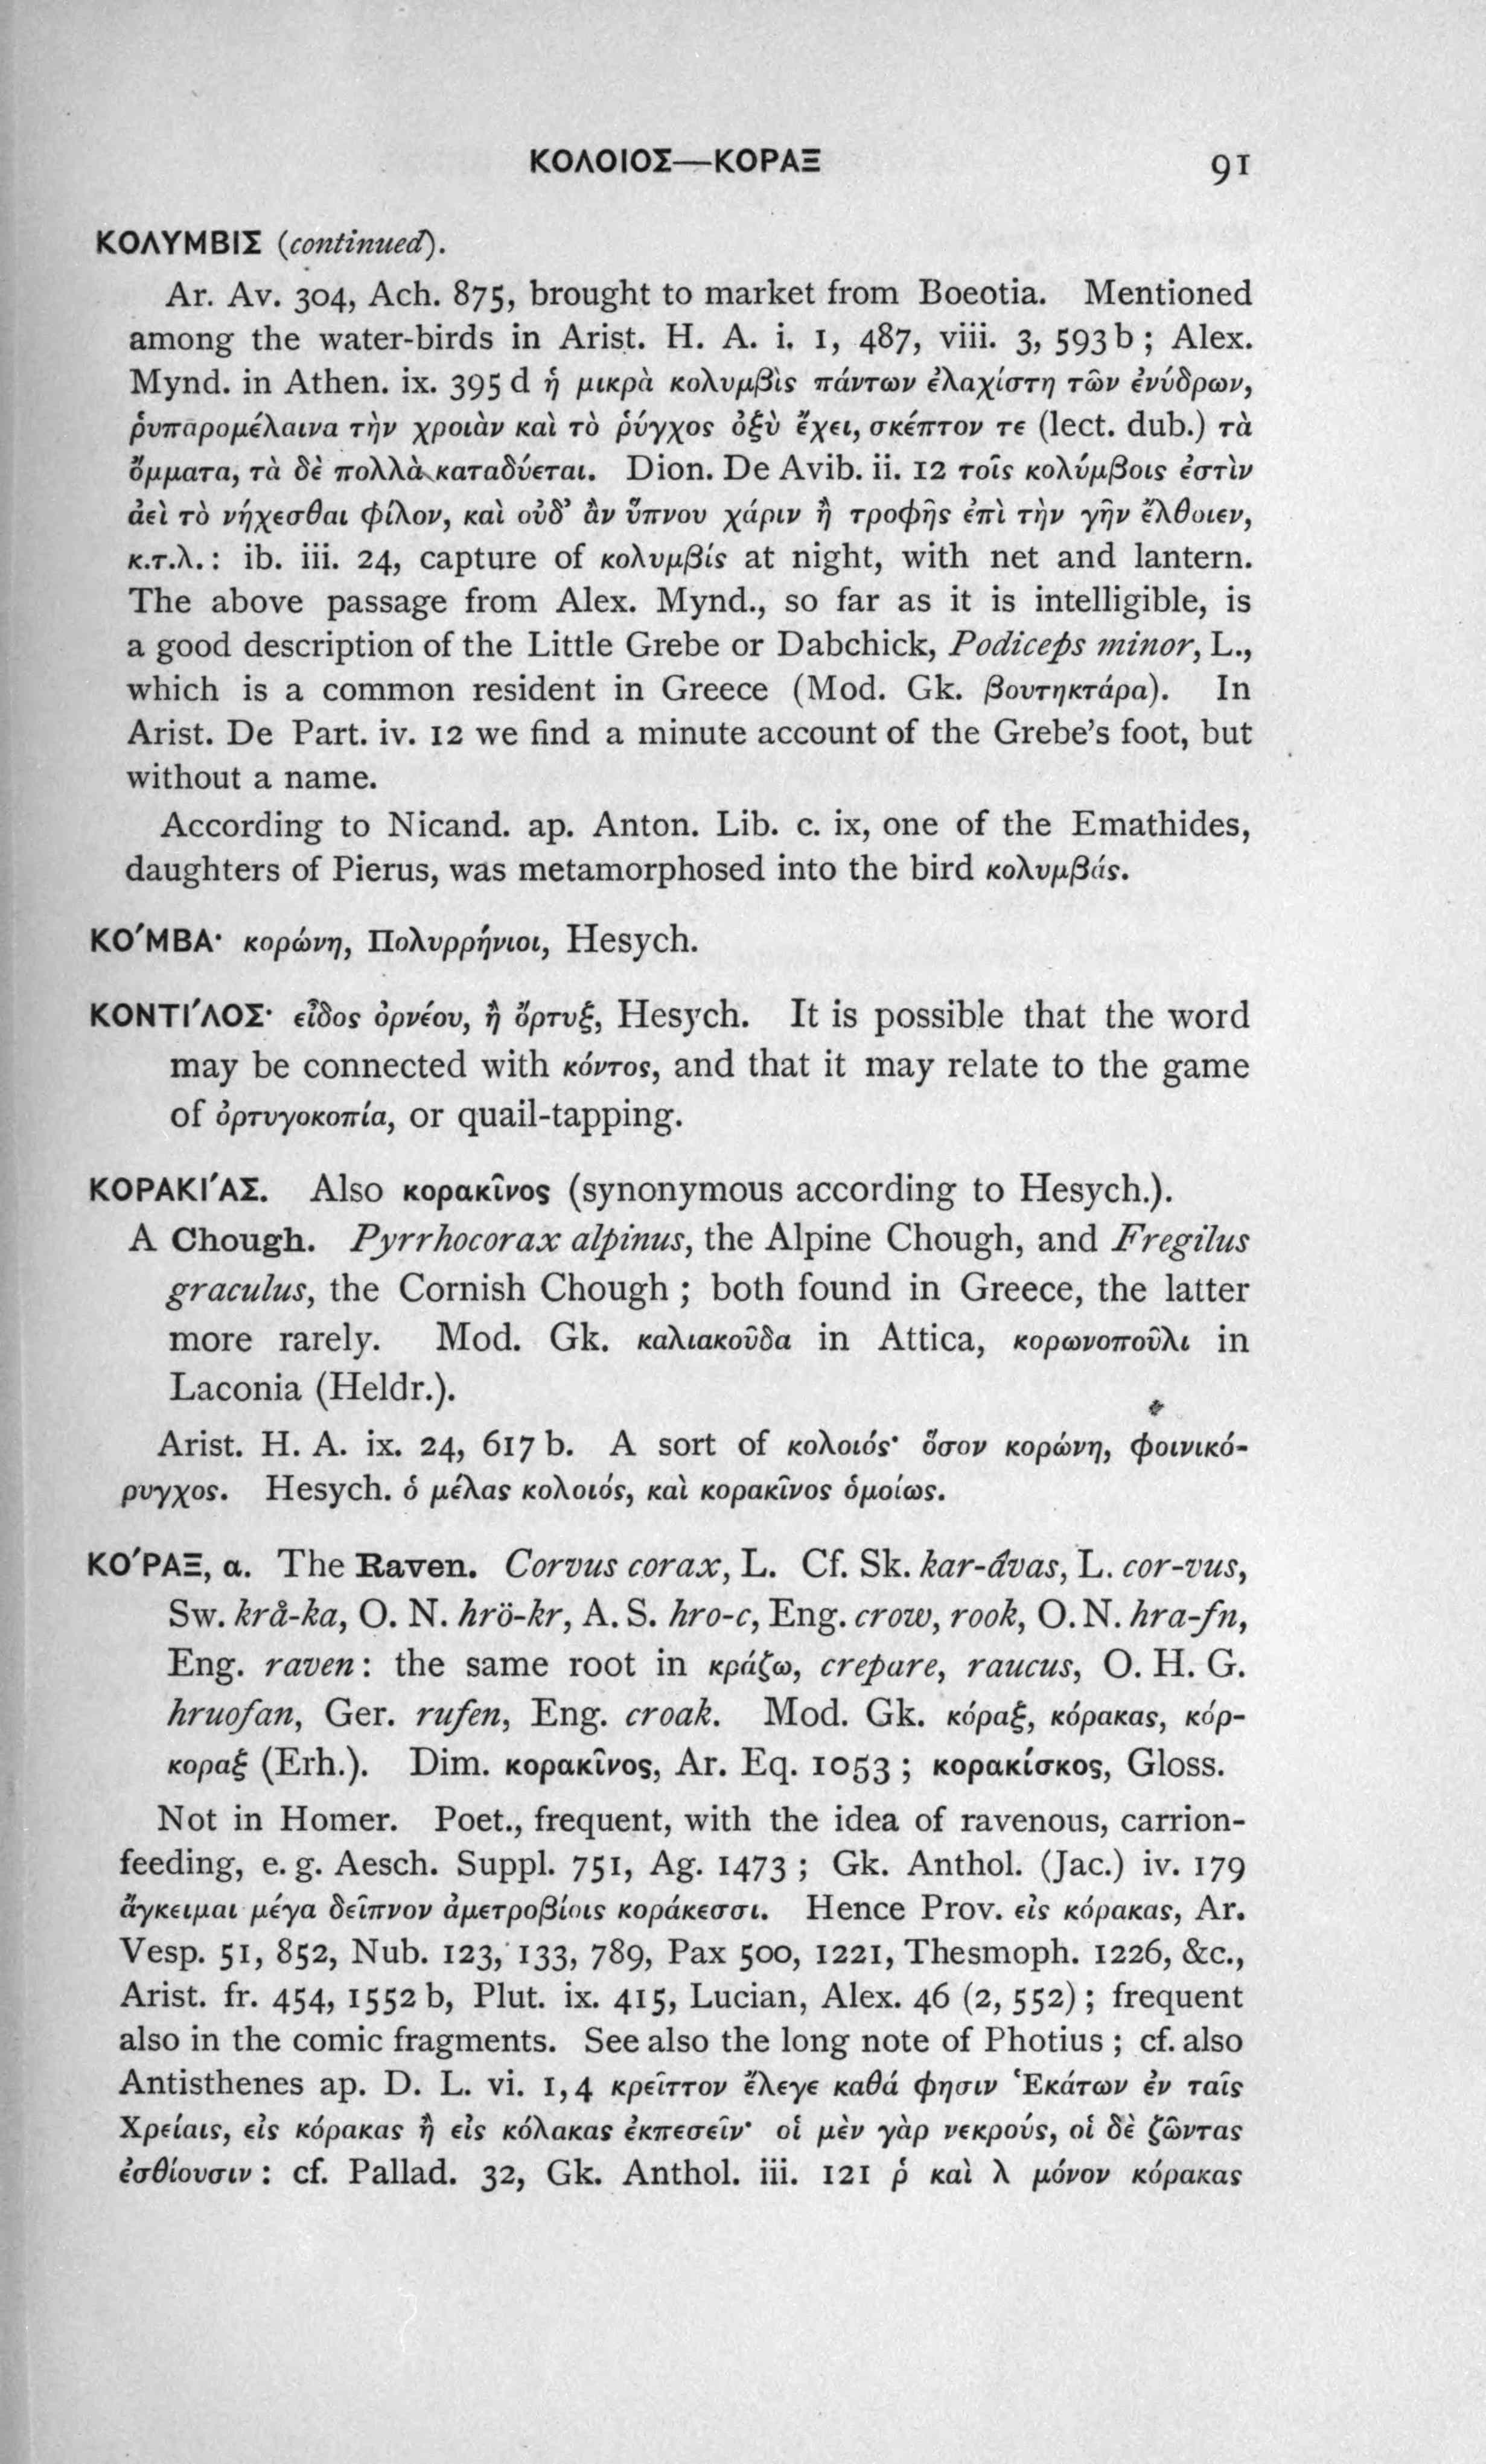 ΚΟΛΟΙΟΣ—ΚΟΡΑΞ 91
ΚΟΛΥΜΒΙΣ (continued).
Ar. Av. 304, Ach. 875, brought to market from Boeotia. Mentioned
among the water-birds in Arist. H. A. i. 1, 487, viii. 3, 593 b ; Alex.
Mynd. in Athen. ix. 395 d ἡ μικρὰ κολυμβὶς πάντων ἐλαχίστη τῶν ἐνύδρων,
ῥυπαρομέλαινα τὴν χροιὰν καὶ τὸ ῥύγχος ὀξὺ ἔχει, σκέπτον τε (lect. dub.) τὰ
ὄμματα, τὰ δὲ πολλὰ καταδύεται. Dion. De Avib. ii. 12 τοῖς κολύμβοις ἐστὶν
ἀεὶ τὸ νήχεσθαι φίλον, καὶ οὐδ’ ἂν ὕπνου χάριν ἢ τροφῆς ἐπὶ τὴν γῆν ἔλθοιεν,
κ.τ.λ. : ib. iii. 24, capture of κολυμβίς at night, with net and lantern.
The above passage from Alex. Mynd., so far as it is intelligible, is
a good description of the Little Grebe or Dabchick, Podiceps minor, L.,
which is a common resident in Greece (Mod. Gk. βουτηκτάρα). In
Arist. De Part. iv. 12 we find a minute account of the Grebe’s foot, but
without a name.
According to Nicand. ap. Anton. Lib. c. ix, one of the Emathides,
daughters of Pierus, was metamorphosed into the bird κολυμβάς.
ΚΟ´ΜΒΑ· κορώνη, Πολυρρήνιοι, Hesych.
ΚΟΝΤΙ´ΛΟΣ· εἶδος ὀρνέου, ἢ ὄρτυξ, Hesych. It is possible that the word
may be connected with κόντος, and that it may relate to the game
of ὀρτυγοκοπία, or quail-tapping.
ΚΟΡΑΚΙ´ΑΣ. Also κορακῖνος (synonymous according to Hesych.).
A Chough. Pyrrhocorax alpinus, the Alpine Chough, and Fregilus
graculus, the Cornish Chough ; both found in Greece, the latter
more rarely. Mod. Gk. καλιακοῦδα in Attica, κορωνοποῦλι in
Laconia (Heldr.).
Arist. H. A. ix. 24, 617 b. A sort of κολοιός· ὅσον κορώνη, φοινικό-
ρυγχος. Hesych. ὁ μέλας κολοιός, καὶ κορακῖνος ὁμοίως.
ΚΟ´ΡΑΞ, α. The Raven. Corvus corax, L. Cf. Sk. kar-âvas, L. cor-vus,
Sw. krå-ka, O. N. hrö-kr, A. S. hro-c, Eng. crow, rook, O. N. hra-fn,
Eng. raven : the same root in κράζω, crepare, raucus, O. H. G.
hruofan, Ger. rufen, Eng. croak. Mod. Gk. κόραξ, κόρακας, κόρ-
κοραξ (Erh.). Dim. κορακῖνος, Ar. Eq. 1053 ; κορακίσκος, Gloss.
Not in Homer. Poet., frequent, with the idea of ravenous, carrion-
feeding, e. g. Aesch. Suppl. 751, Ag. 1473 ; Gk. Anthol. (Jac.) iv. 179
ἄγκειμαι μέγα δεῖπνον ἀμετροβίοις κοράκεσσι. Hence Prov. εἰς κόρακας, Ar.
Vesp. 51, 852, Nub. 123, 133, 789, Pax 500, 1221, Thesmoph. 1226, &c.,
Arist. fr. 454, 1552 b, Plut. ix. 415, Lucian, Alex. 46 (2, 552) ; frequent
also in the comic fragments. See also the long note of Photius ; cf. also
Antisthenes ap. D. L. vi. 1, 4 κρεῖττον ἔλεγε καθά φησιν Ἑκάτων ἐν ταῖς
Χρείαις, εἰς κόρακας ἢ εἰς κόλακας ἐκπεσεῖν· οἱ μὲν γὰρ νεκρούς, οἱ δὲ ζῶντας
ἐσθίουσιν : cf. Pallad. 32, Gk. Anthol. iii. 121 ῥ καὶ λ μόνον κόρακας